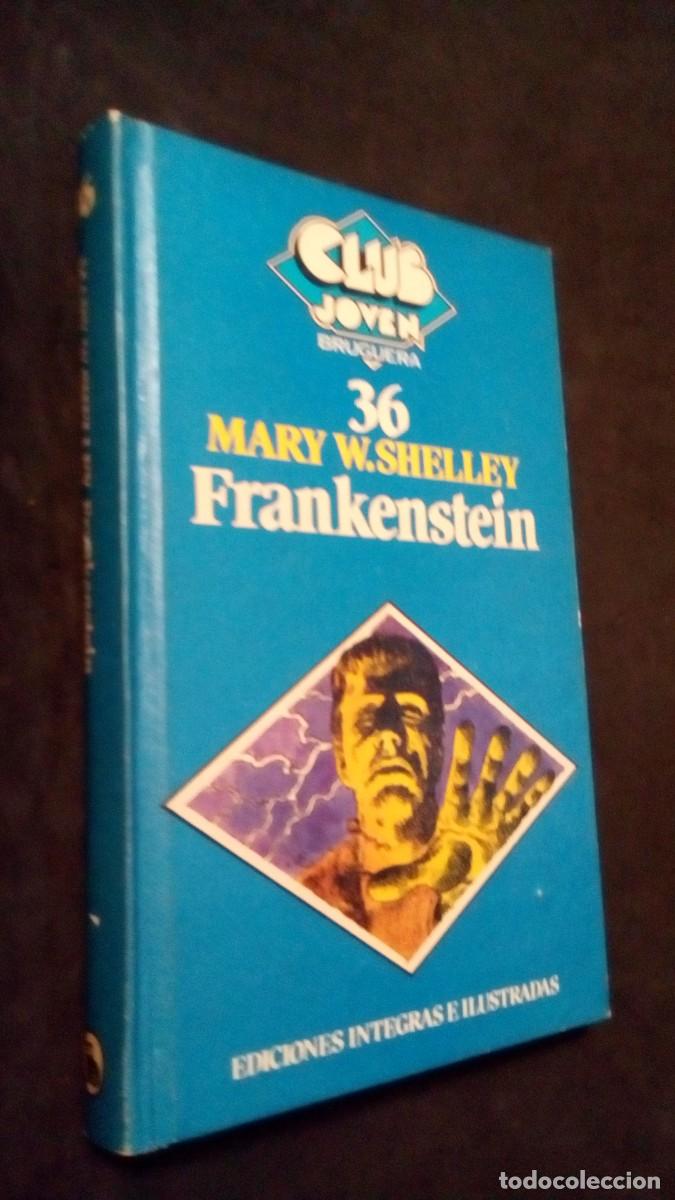 CLUB
JOVEN
BRUGUERA
36
MARY W. SHELLEY
Frankenstein
EDICIONES INTEGRAS E ILUSTRADAS
todocoleccion